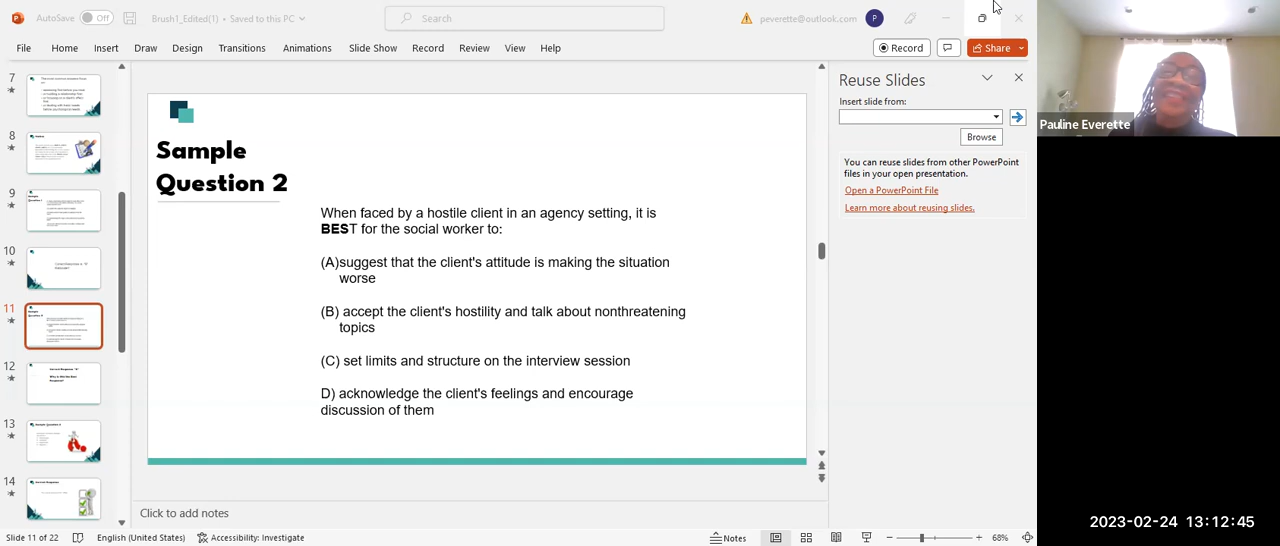 AutoSave Off Brush1_Edited(1) • Saved to this PC Search peverette@outlook.com P
File Home Insert Draw Design Transitions Animations Slide Show Record Review View Help Record Share
7
8
9
10
11
12
13
14
Sample
Question 2
When faced by a hostile client in an agency setting, it is
BEST for the social worker to:
(A)suggest that the client's attitude is making the situation
worse
(B) accept the client's hostility and talk about nonthreatening
topics
(C) set limits and structure on the interview session
D) acknowledge the client's feelings and encourage
discussion of them
Click to add notes
Reuse Slides
Insert slide from:
Browse
You can reuse slides from other PowerPoint
files in your open presentation.
Open a PowerPoint File
Learn more about reusing slides.
Pauline Everette
2023-02-24 13:12:45
Slide 11 of 22 English (United States) Accessibility: Investigate Notes 68%